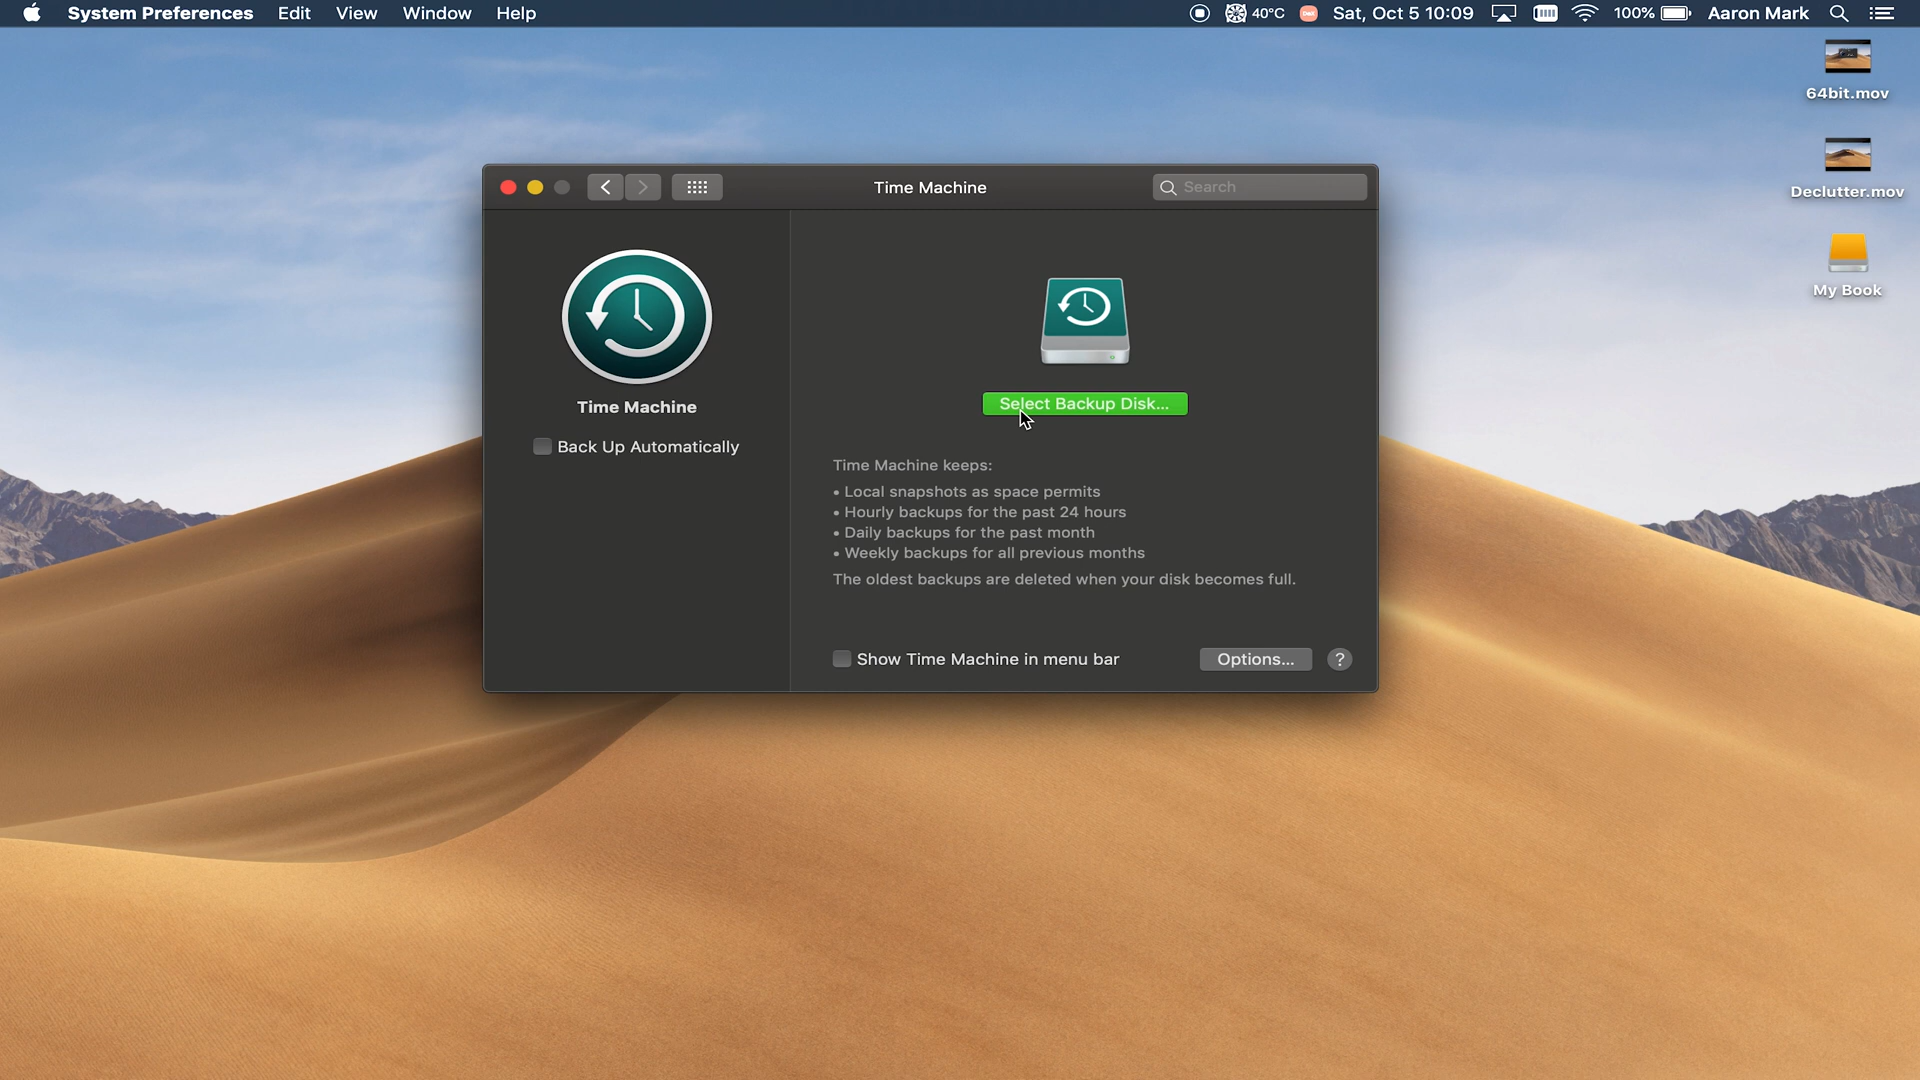 System Preferences Edit View Window Help
40°C Sat, Oct 5 10:09 100% Aaron Mark
64bit.mov
Declutter.mov
My Book
Time Machine
Search
Time Machine
Back Up Automatically
Select Backup Disk...
Time Machine keeps:
• Local snapshots as space permits
• Hourly backups for the past 24 hours
• Daily backups for the past month
• Weekly backups for all previous months
The oldest backups are deleted when your disk becomes full.
Show Time Machine in menu bar
Options...
?